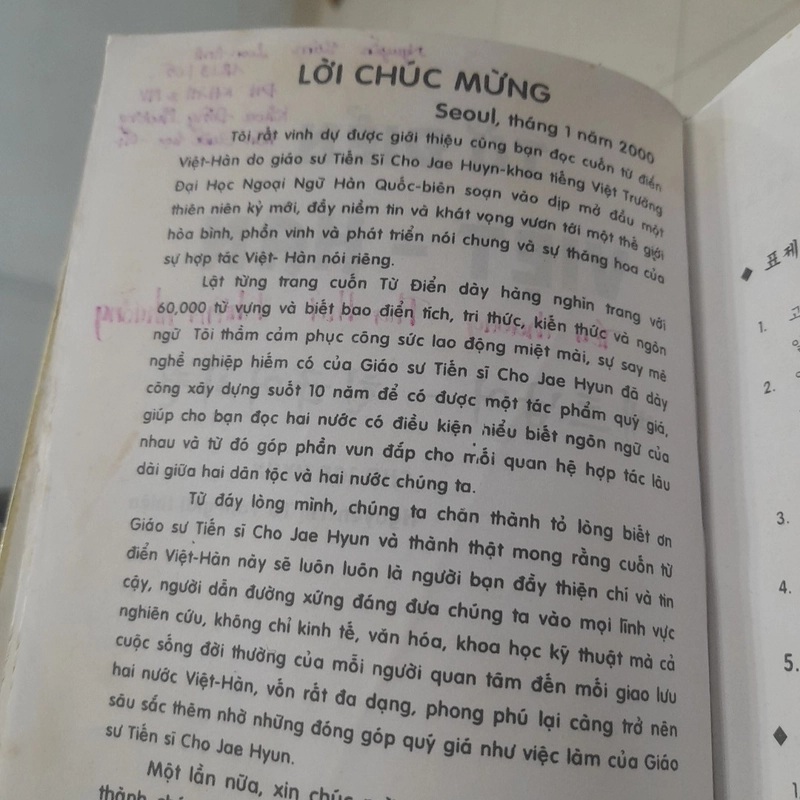 LỜI CHÚC MỪNG
Seoul, tháng 1 năm 2000
Tôi rất vinh dự được giới thiệu cùng bạn đọc cuốn từ điển
Việt-Hàn do giáo sư Tiến Sĩ Cho Jae Huyn-khoa tiếng Việt Trường
Đại Học Ngoại Ngữ Hàn Quốc-biên soạn vào dịp mở đầu một
thiên niên kỷ mới, đầy niềm tin và khát vọng vươn tới một thế giới
hòa bình, phồn vinh và phát triển nói chung và sự thăng hoa của
sự hợp tác Việt- Hàn nói riêng.
Lật từng trang cuốn Từ Điển dày hàng nghìn trang với
60,000 từ vựng và biết bao điển tích, tri thức, kiến thức và ngôn
ngữ Tôi thầm cảm phục công sức lao động miệt mài, sự say mê
nghề nghiệp hiếm có của Giáo sư Tiến sĩ Cho Jae Hyun đã dày
công xây dựng suốt 10 năm để có được một tác phẩm quý giá,
giúp cho bạn đọc hai nước có điều kiện hiểu biết ngôn ngữ của
nhau và từ đó góp phần vun đắp cho mối quan hệ hợp tác lâu
dài giữa hai dân tộc và hai nước chúng ta.
Từ đáy lòng mình, chúng ta chân thành tỏ lòng biết ơn
Giáo sư Tiến sĩ Cho Jae Hyun và thành thật mong rằng cuốn từ
điển Việt-Hàn này sẽ luôn luôn là người bạn đầy thiện chí và tin
cậy, người dẫn đường xứng đáng đưa chúng ta vào mọi lĩnh vực
nghiên cứu, không chỉ kinh tế, văn hóa, khoa học kỹ thuật mà cả
cuộc sống đời thường của mỗi người quan tâm đến mối giao lưu
hai nước Việt-Hàn, vốn rất đa dạng, phong phú lại càng trở nên
sâu sắc thêm nhờ những đóng góp quý giá như việc làm của Giáo
sư Tiến sĩ Cho Jae Hyun.
Một lần nữa, xin chúc
thành
표제
1.
2.
3.
4.
5.
1.